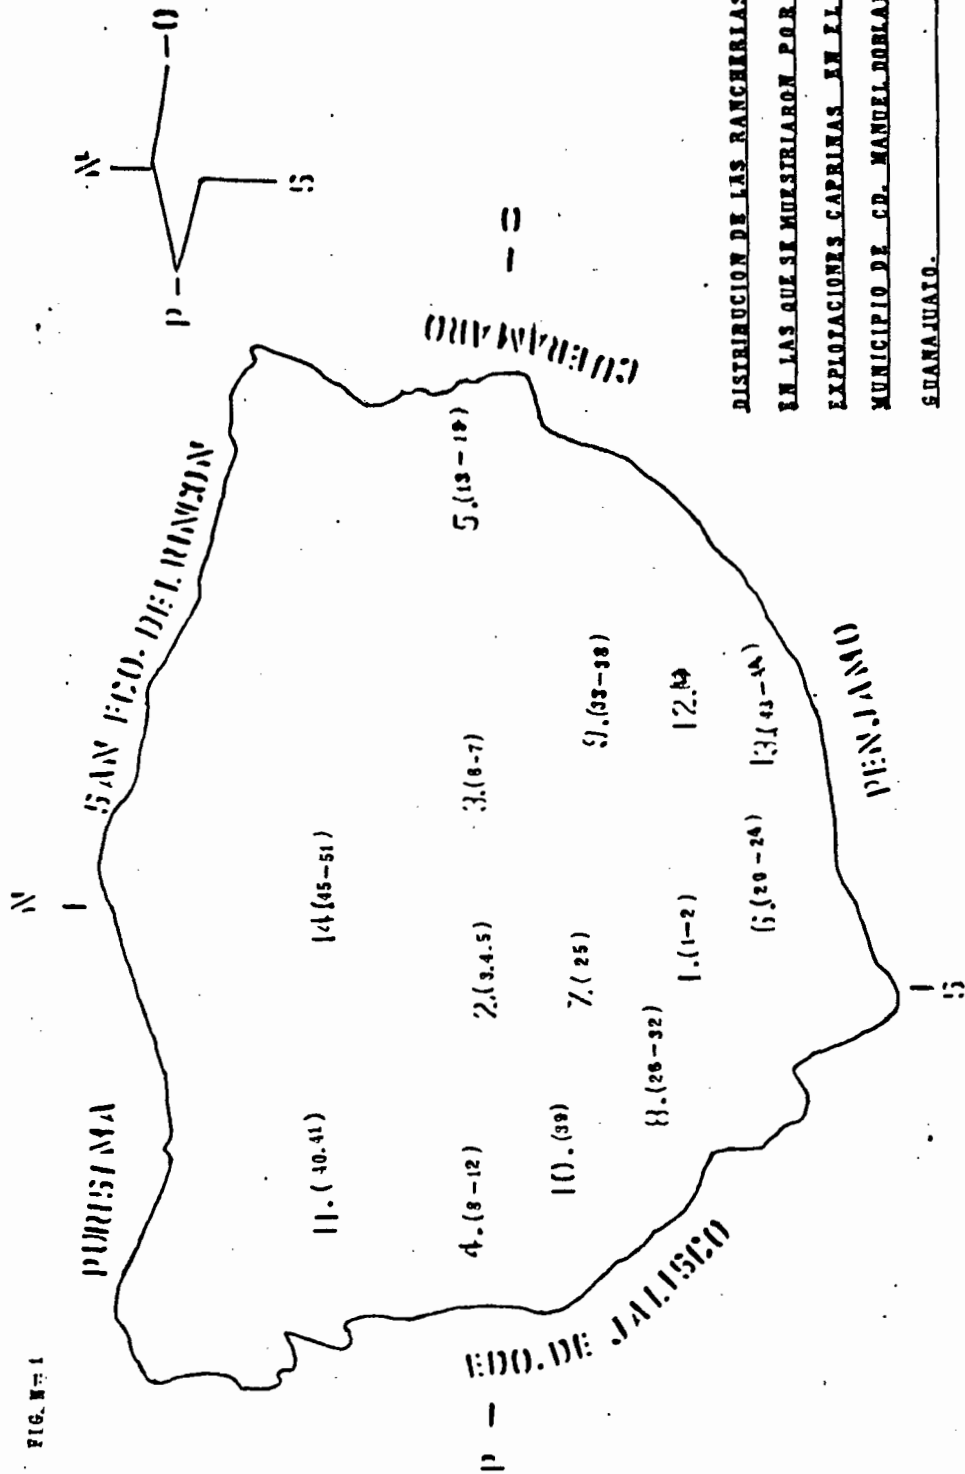 FIG. N=1
N
P
O
S
N
PURISIMA
SAN FCO. DEL RINCON
CUERAMARO
O
11.(40.41)
14(45-51)
4.(8-12)
2.(3.4.5)
3.(6-7)
5.(13-19)
10.(39)
7.(25)
9.(33-38)
8.(26-32)
1.(1-2)
12.
6.(20-24)
13(43-44)
P
EDO. DE JALISCO
PENJAMO
S
DISTRIBUCION DE LAS RANCHERIAS
EN LAS QUE SE MUESTRIARON POR
EXPLOTACIONES CAPRINAS EN EL
MUNICIPIO DE CD. MANUEL DOBLA
GUANAJUATO.